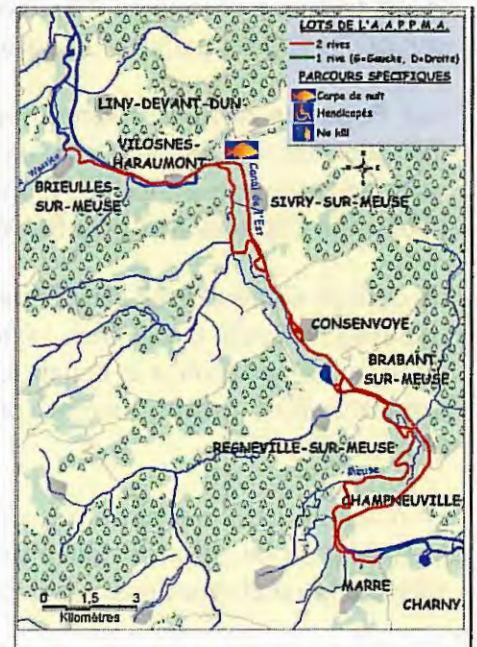 LOTS DE L'A.A.P.P.M.A.
2 rives
1 rive (G=Gauche, D=Droite)
PARCOURS SPECIFIQUES
Carpe de nuit
Handicapés
No kill
LINY-DEVANT-DUN
VILOSNES-
HARAUMONT
BRIEULLES-
SUR-MEUSE
Canal de l'Est
SIVRY-SUR-MEUSE
CONSENVOYE
BRABANT-
SUR-MEUSE
REGNEVILLE-SUR-MEUSE
Meuse
CHAMPNEUVILLE
MARRE
CHARNY
0 1,5 3
Kilomètres